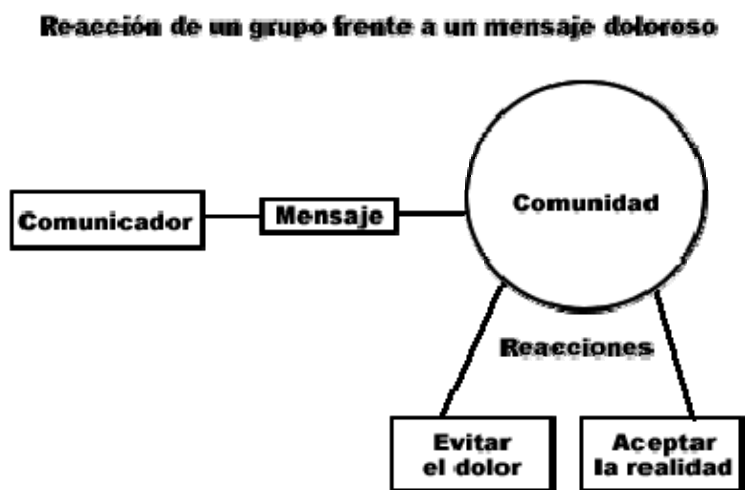 Reacción de un grupo frente a un mensaje doloroso
Comunicador
Mensaje
Comunidad
Reacciones
Evitar
el dolor
Aceptar
la realidad